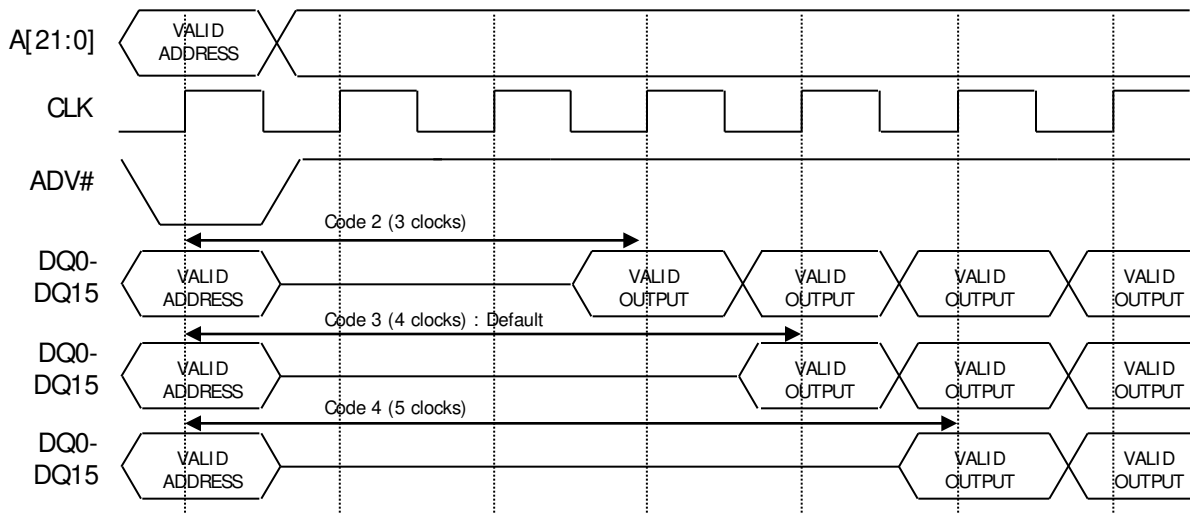 A[21:0]
VALID
ADDRESS
CLK
ADV#
Code 2 (3 clocks)
DQ0-
DQ15
VALID
ADDRESS
VALID
OUTPUT
VALID
OUTPUT
VALID
OUTPUT
VALID
OUTPUT
Code 3 (4 clocks) : Default
DQ0-
DQ15
VALID
ADDRESS
VALID
OUTPUT
VALID
OUTPUT
VALID
OUTPUT
Code 4 (5 clocks)
DQ0-
DQ15
VALID
ADDRESS
VALID
OUTPUT
VALID
OUTPUT